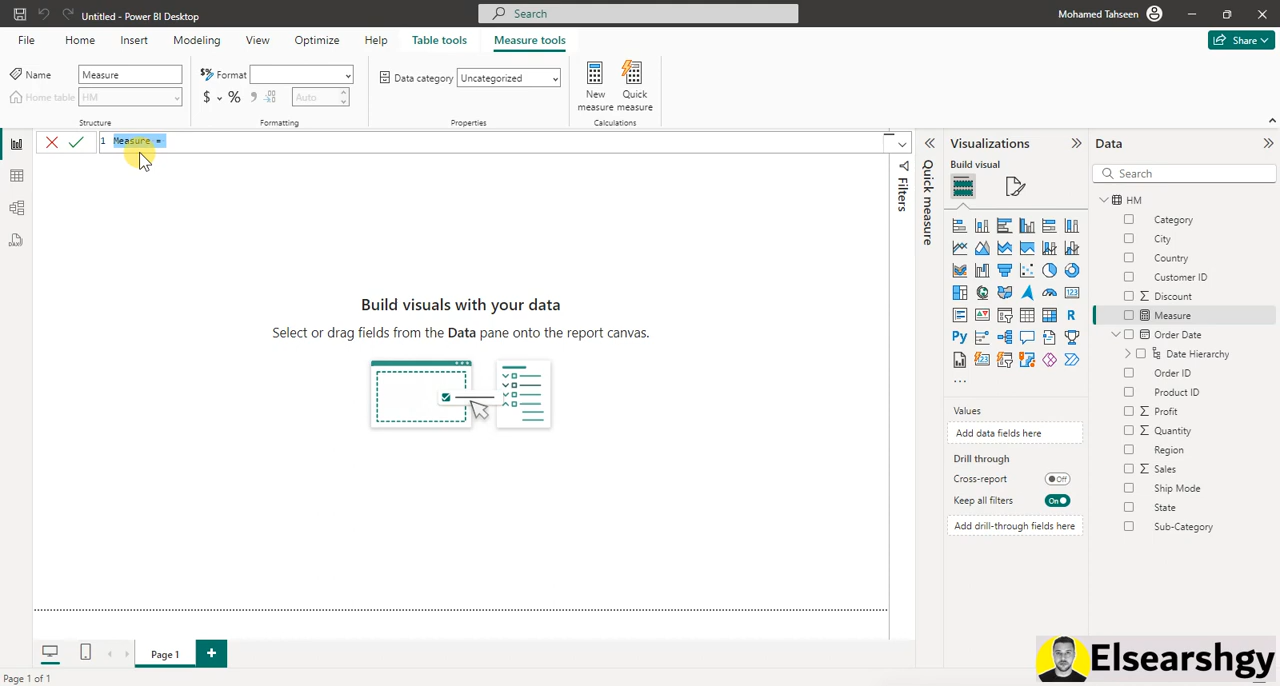 Untitled - Power BI Desktop
Search
Mohamed Tahseen
File
Home
Insert
Modeling
View
Optimize
Help
Table tools
Measure tools
Share
Name
Measure
Home table
HM
Structure
Format
$
%
Auto
Formatting
Data category
Uncategorized
Properties
New measure
Quick measure
Calculations
1 Measure =
Filters
Quick measure
Visualizations
Build visual
Values
Add data fields here
Drill through
Cross-report
Off
Keep all filters
On
Add drill-through fields here
Data
Search
HM
Category
City
Country
Customer ID
Discount
Measure
Order Date
Date Hierarchy
Order ID
Product ID
Profit
Quantity
Region
Sales
Ship Mode
State
Sub-Category
Build visuals with your data
Select or drag fields from the Data pane onto the report canvas.
Page 1
Page 1 of 1
Elsearshgy